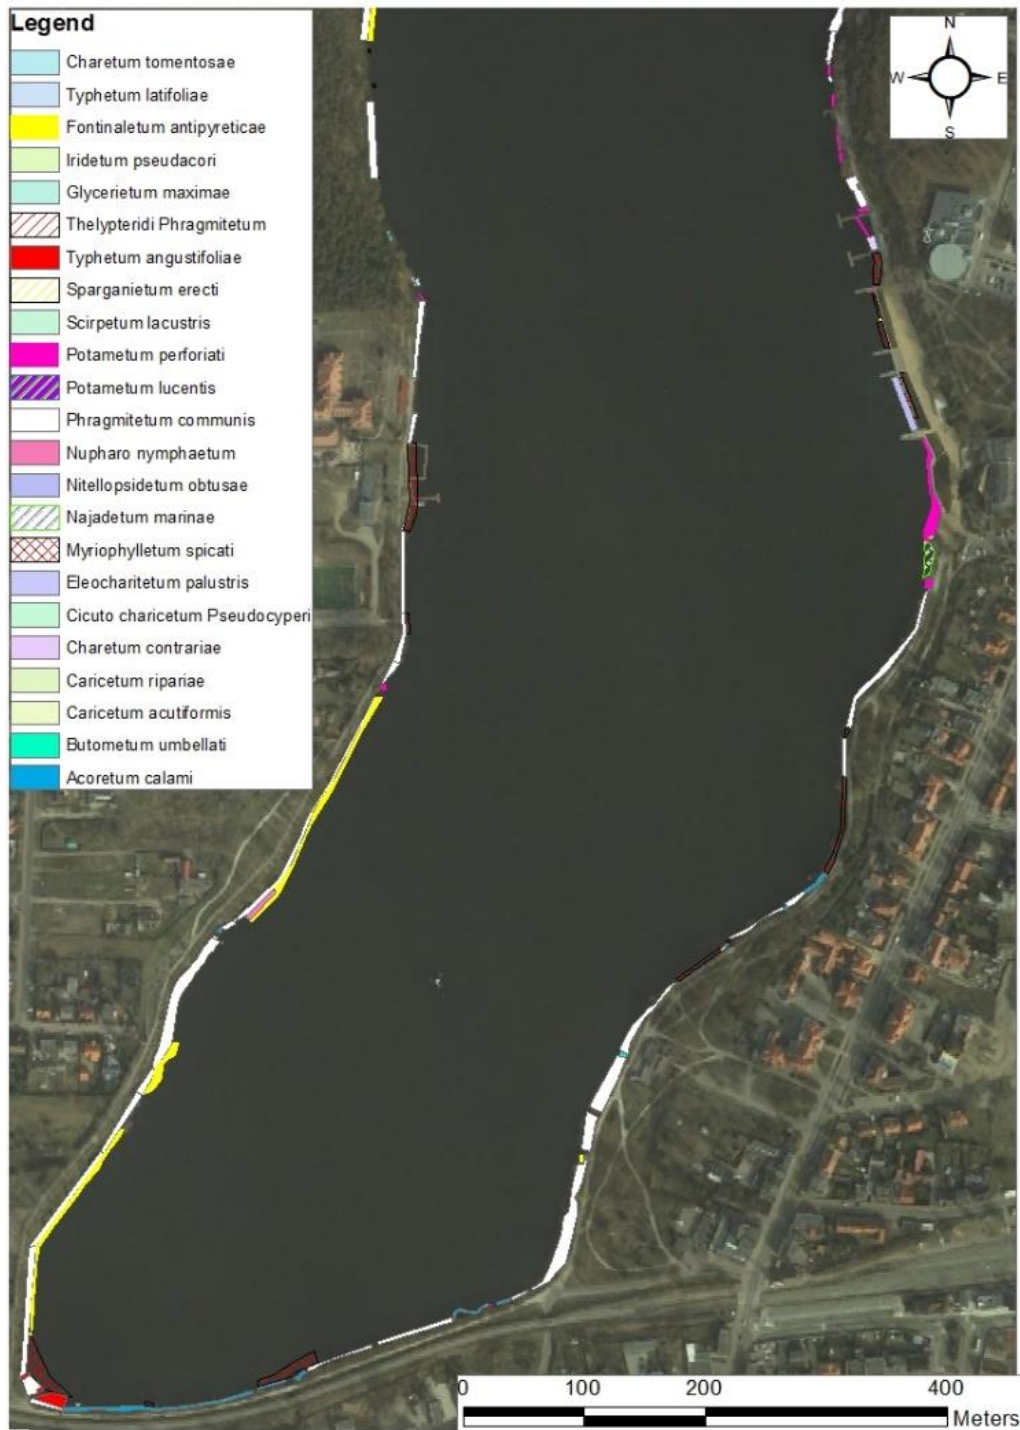 Legend
Charetum tomentosae
Typhetum latifoliae
Fontinaletum antipyreticae
Iridetum pseudacori
Glycerietum maximae
Thelypteridi Phragmitetum
Typhetum angustifoliae
Sparganietum erecti
Scirpetum lacustris
Potametum perforiati
Potametum lucentis
Phragmitetum communis
Nupharo nymphaetum
Nitellopsidetum obtusae
Najadetum marinae
Myriophylletum spicati
Eleocharitetum palustris
Cicuto charicetum Pseudocyperi
Charetum contrariae
Caricetum ripariae
Caricetum acutiformis
Butometum umbellati
Acoretum calami
N
W E
S
0 100 200 400
Meters